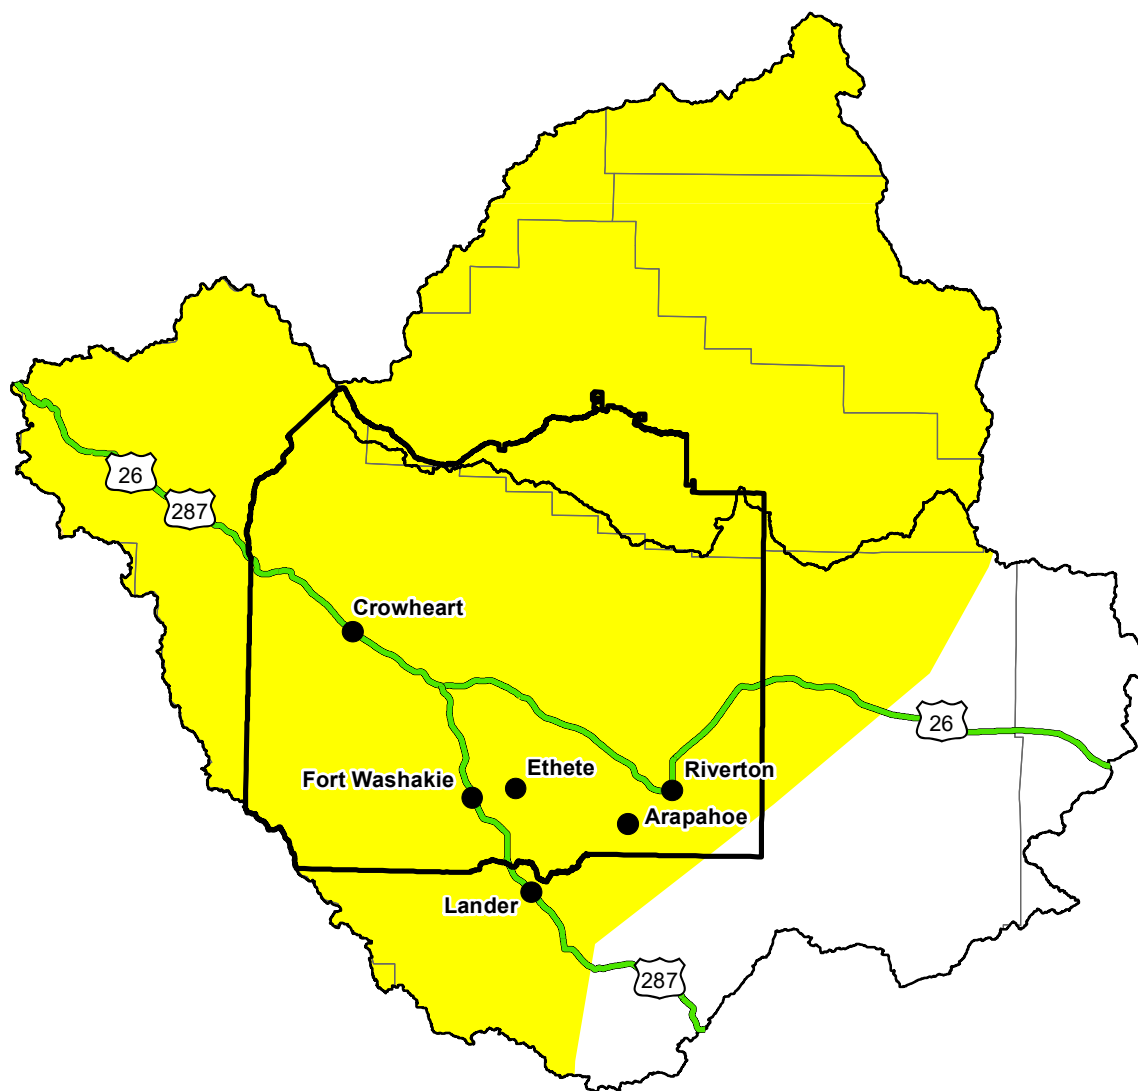 26
287
Crowheart
26
Ethete
Riverton
Fort Washakie
Arapahoe
Lander
287